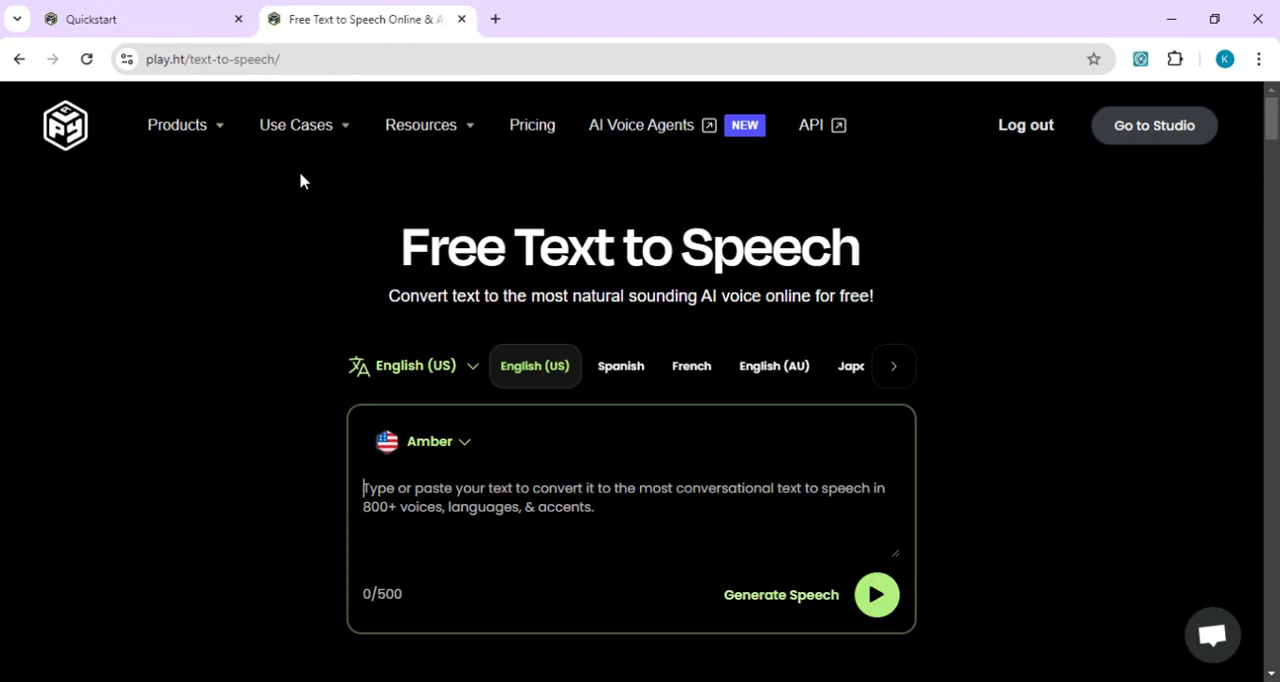 Quickstart
Free Text to Speech Online & A
play.ht/text-to-speech/
K
Products
Use Cases
Resources
Pricing
AI Voice Agents
NEW
API
Log out
Go to Studio
Free Text to Speech
Convert text to the most natural sounding AI voice online for free!
English (US)
English (US)
Spanish
French
English (AU)
Japc
Amber
Type or paste your text to convert it to the most conversational text to speech in
800+ voices, languages, & accents.
0/500
Generate Speech